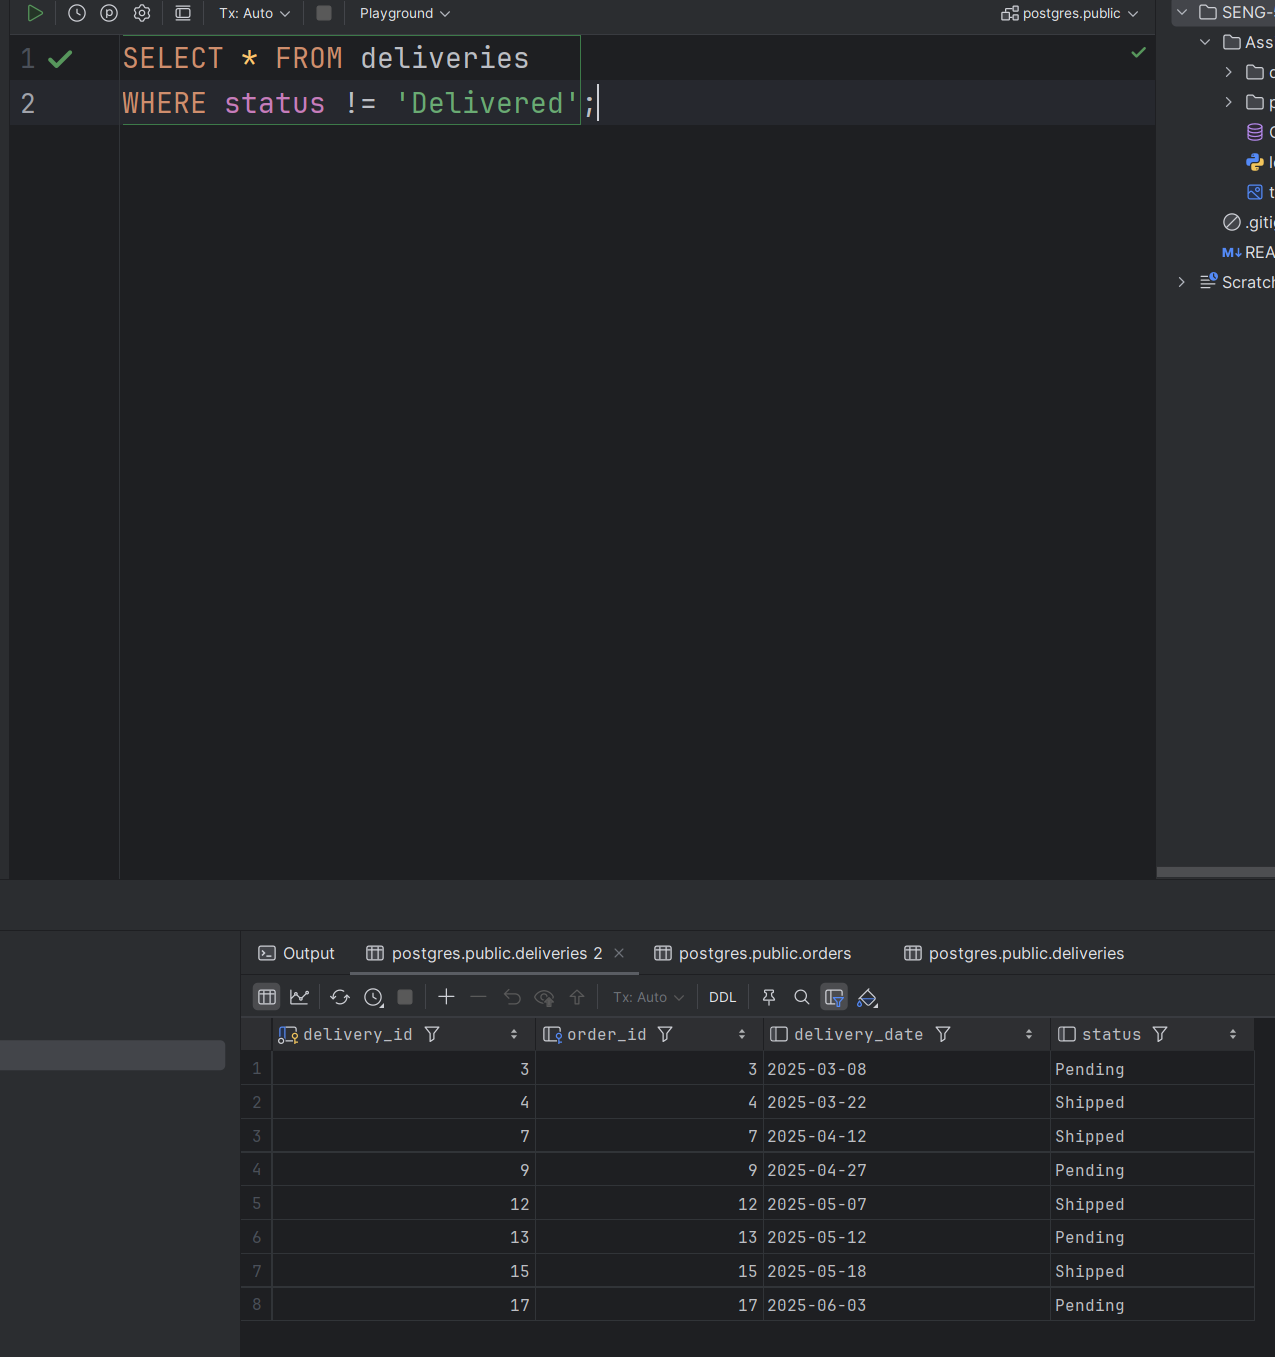 Tx: Auto Playground postgres.public
1 SELECT * FROM deliveries
2 WHERE status != 'Delivered';
SENG-
Ass
.giti
REA
Scratch
Output postgres.public.deliveries 2 postgres.public.orders postgres.public.deliveries
Tx: Auto DDL
delivery_id order_id delivery_date status
1 3 3 2025-03-08 Pending
2 4 4 2025-03-22 Shipped
3 7 7 2025-04-12 Shipped
4 9 9 2025-04-27 Pending
5 12 12 2025-05-07 Shipped
6 13 13 2025-05-12 Pending
7 15 15 2025-05-18 Shipped
8 17 17 2025-06-03 Pending